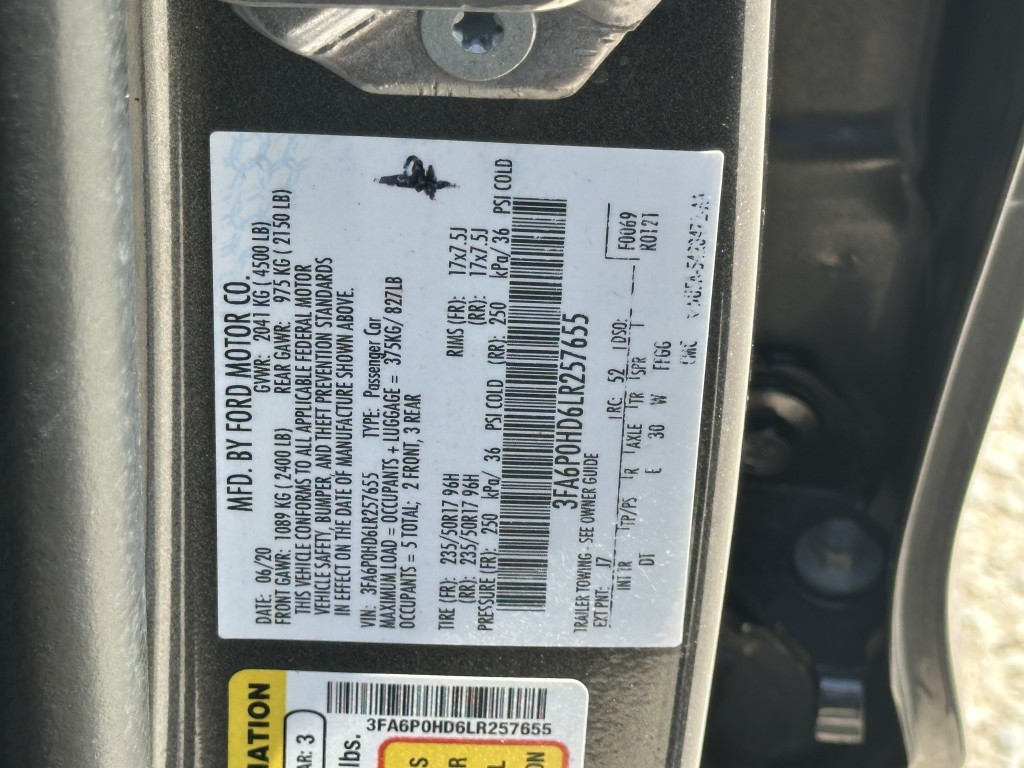 MFD. BY FORD MOTOR CO.
DATE: 06/20 GVWR: 2041 KG ( 4500 LB)
FRONT GAWR: 1089 KG ( 2400 LB) REAR GAWR: 975 KG ( 2150 LB)
THIS VEHICLE CONFORMS TO ALL APPLICABLE FEDERAL MOTOR
VEHICLE SAFETY, BUMPER, AND THEFT PREVENTION STANDARDS
IN EFFECT ON THE DATE OF MANUFACTURE SHOWN ABOVE.
VIN: 3FA6P0HD6LR257655 TYPE: Passenger Car
MAXIMUM LOAD = OCCUPANTS + LUGGAGE = 375KG/ 827LB
OCCUPANTS = 5 TOTAL; 2 FRONT, 3 REAR
TIRE (FR): 235/50R17 96H RIMS (FR): 17x7.5J
(RR): 235/50R17 96H (RR): 17x7.5J
PRESSURE (FR): 250 kPa/ 36 PSI COLD (RR): 250 kPa/ 36 PSI COLD
3FA6P0HD6LR257655
TRAILER TOWING - SEE OWNER GUIDE
EXT PNT: J7 RC: 52 DSO: F0069
INT TR TP/PS R AXLE TR SPR R0121
DT E 30 W FFGG
UMC
MATION
AR: 3
lbs.
3FA6P0HD6LR257655